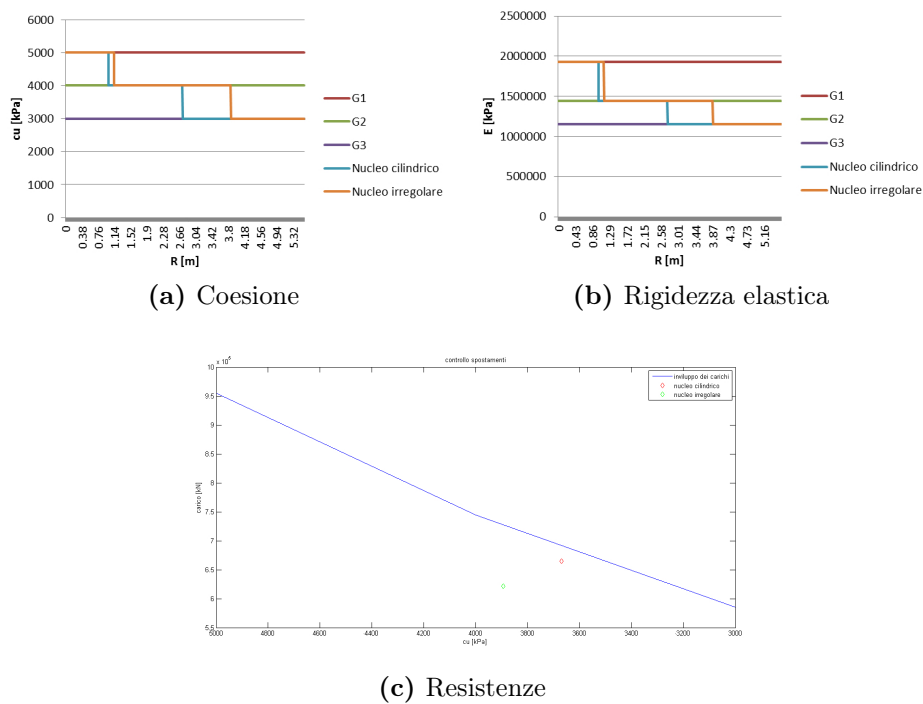 6000
5000
4000
3000
2000
1000
0
cu [kPa]
0 0.38 0.76 1.14 1.52 1.9 2.28 2.66 3.04 3.42 3.8 4.18 4.56 4.94 5.32
R [m]
G1
G2
G3
Nucleo cilindrico
Nucleo irregolare
(a) Coesione
2500000
2000000
1500000
1000000
500000
0
E [kPa]
0 0.43 0.86 1.29 1.72 2.15 2.58 3.01 3.44 3.87 4.3 4.73 5.16
R [m]
G1
G2
G3
Nucleo cilindrico
Nucleo irregolare
(b) Rigidezza elastica
controllo spostamenti
x 10^5
10
9.5
9
8.5
8
7.5
7
6.5
6
5.5
carico [kN]
5000 4800 4600 4400 4200 4000 3800 3600 3400 3200 3000
cu [kPa]
inviluppo dei carichi
nucleo cilindrico
nucleo irregolare
(c) Resistenze